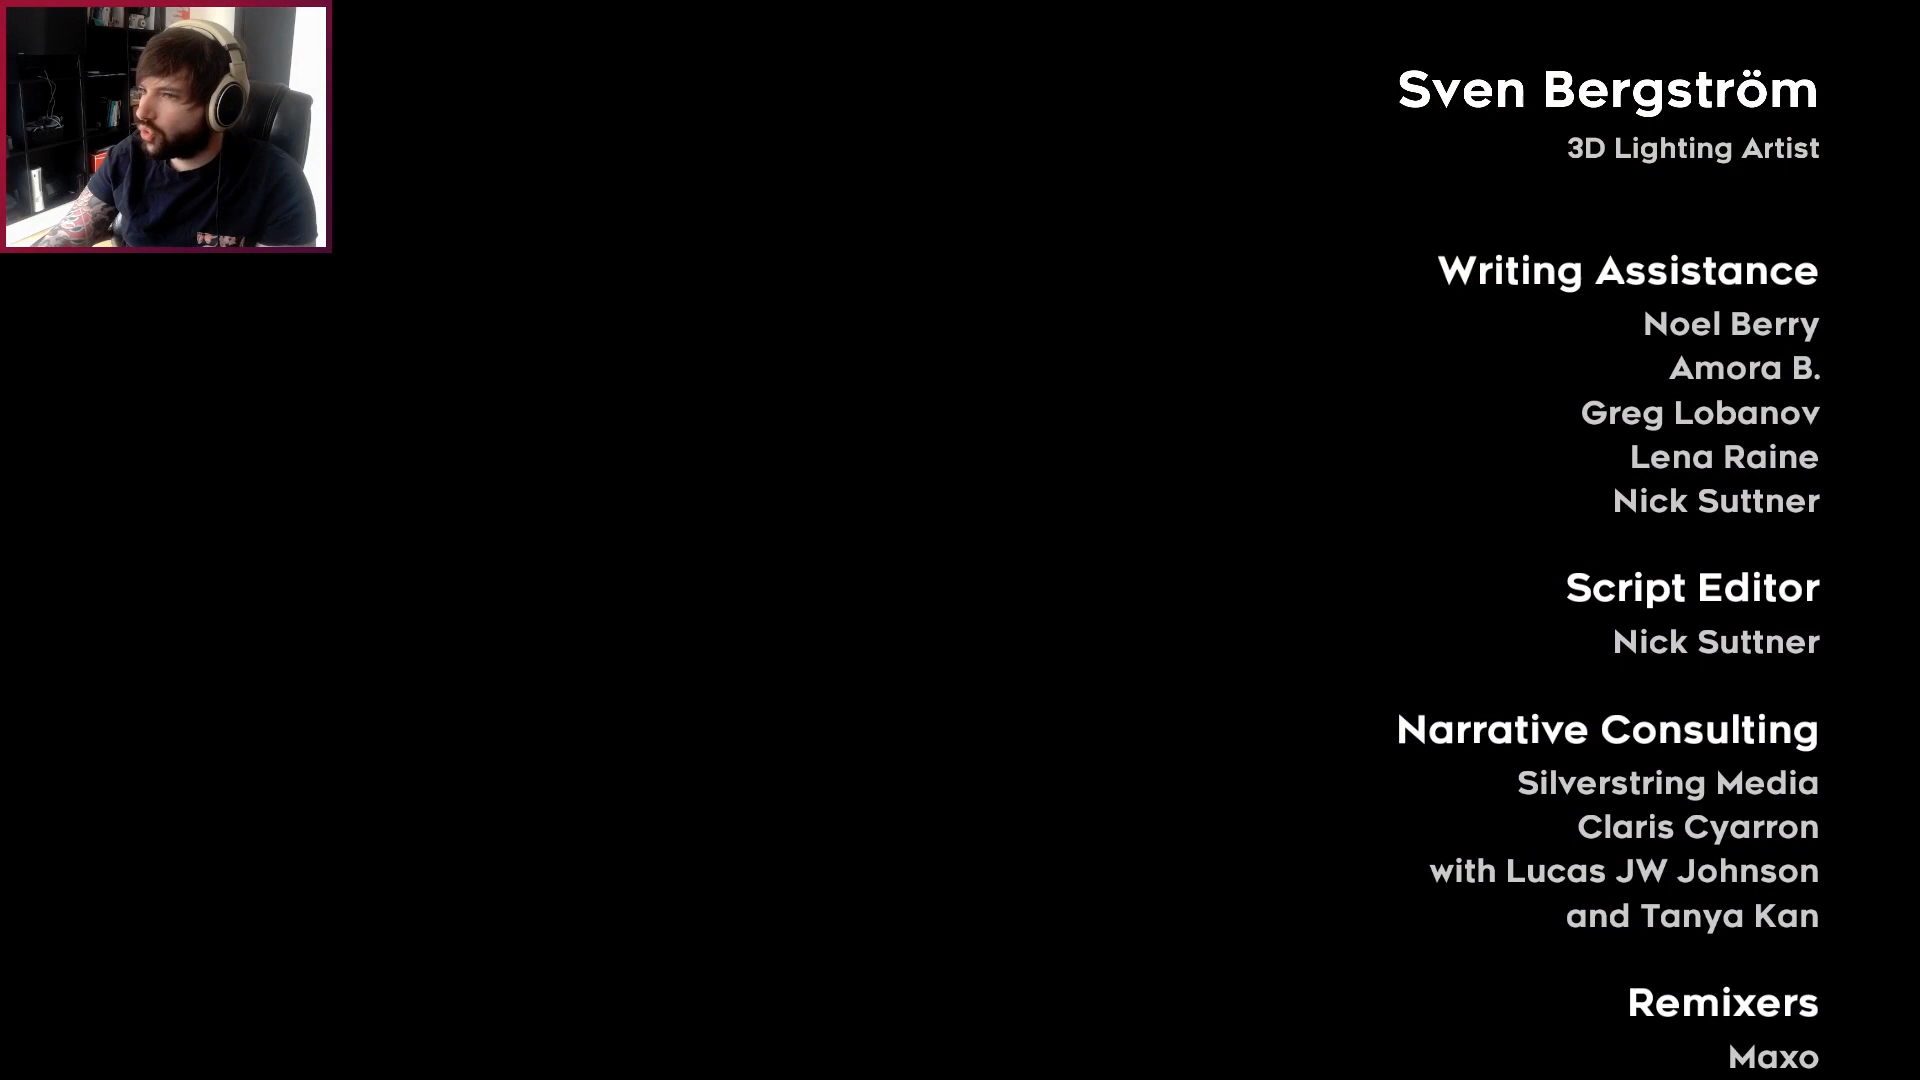 Sven Bergström
3D Lighting Artist
Writing Assistance
Noel Berry
Amora B.
Greg Lobanov
Lena Raine
Nick Suttner
Script Editor
Nick Suttner
Narrative Consulting
Silverstring Media
Claris Cyarron
with Lucas JW Johnson
and Tanya Kan
Remixers
Maxo